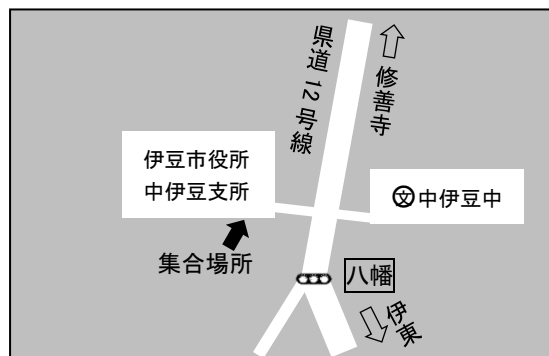 県道12号線
修善寺
伊豆市役所
中伊豆支所
文中伊豆中
集合場所
八幡
伊東